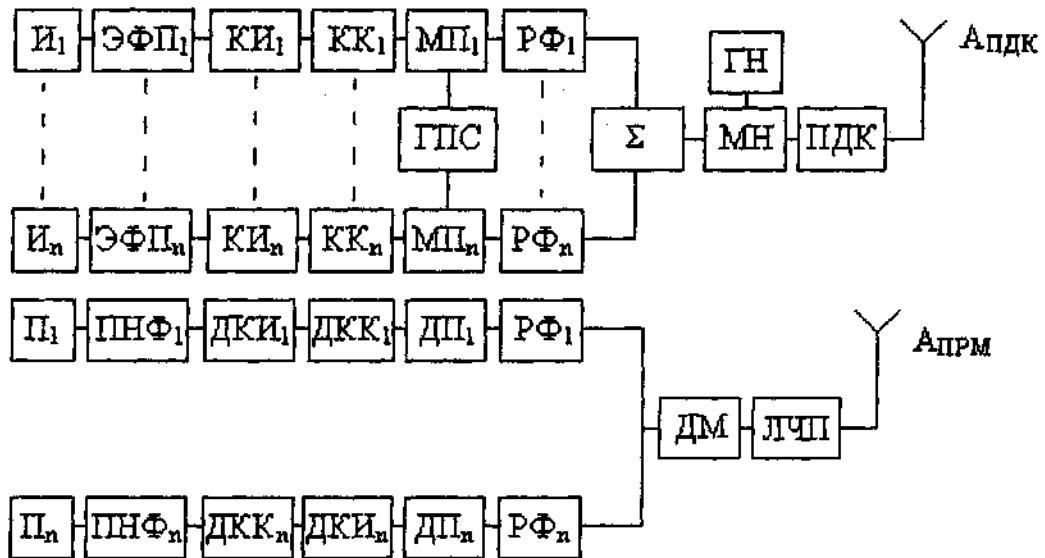 И₁ ЭФП₁ КИ₁ КК₁ МП₁ РФ₁
ГН
АПДК
ГПС Σ МН ПДК
Иₙ ЭФПₙ КИₙ ККₙ МПₙ РФₙ
П₁ ПНФ₁ ДКИ₁ ДКК₁ ДП₁ РФ₁
АПРМ
ДМ ЛЧП
Пₙ ПНФₙ ДККₙ ДКИₙ ДПₙ РФₙ